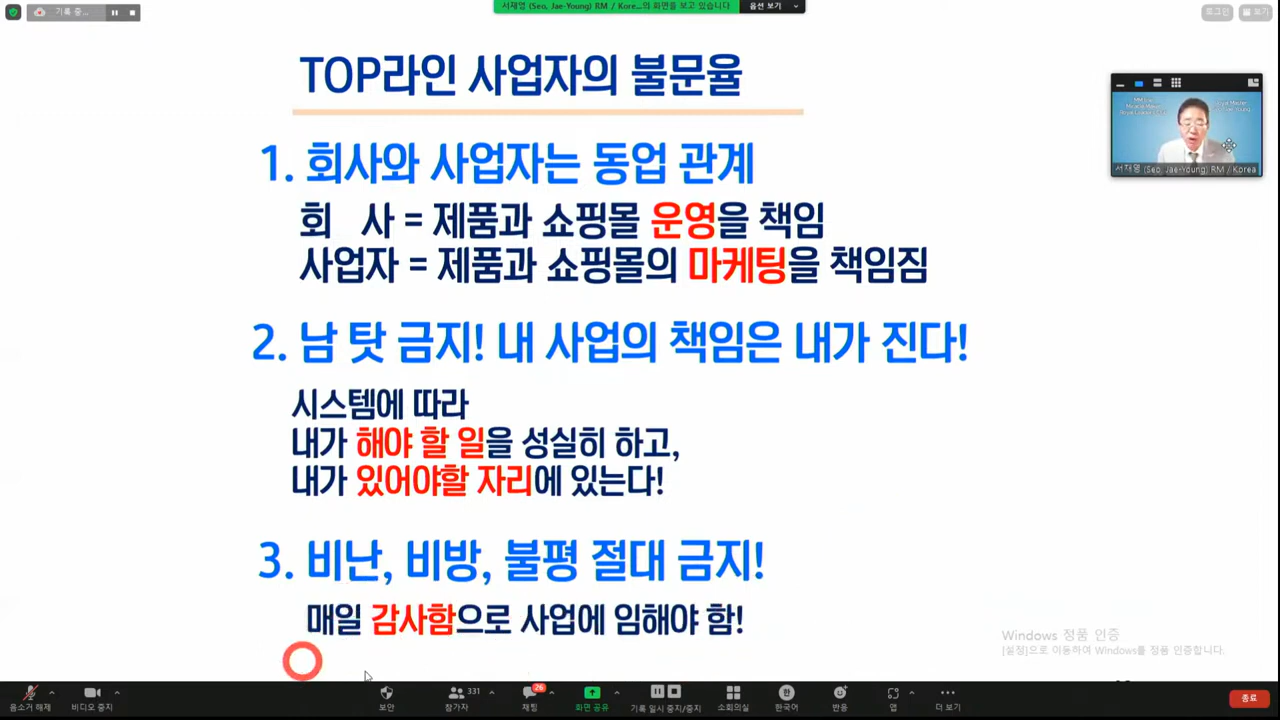 기록 중...
서재영 (Seo, Jae-Young) RM / Kore...의 화면을 보고 있습니다
옵션 보기
로그인
보기
TOP라인 사업자의 불문율
1. 회사와 사업자는 동업 관계
회 사 = 제품과 쇼핑몰 운영을 책임
사업자 = 제품과 쇼핑몰의 마케팅을 책임짐
서재영 (Seo, Jae-Young) RM / Korea
2. 남 탓 금지! 내 사업의 책임은 내가 진다!
시스템에 따라
내가 해야 할 일을 성실히 하고,
내가 있어야할 자리에 있는다!
3. 비난, 비방, 불평 절대 금지!
매일 감사함으로 사업에 임해야 함!
Windows 정품 인증
[설정]으로 이동하여 Windows를 정품 인증합니다.
음소거 해제
비디오 중지
보안
331
참가자
26
채팅
화면 공유
기록 일시 중지/중지
소회의실
한국어
반응
앱
더 보기
종료